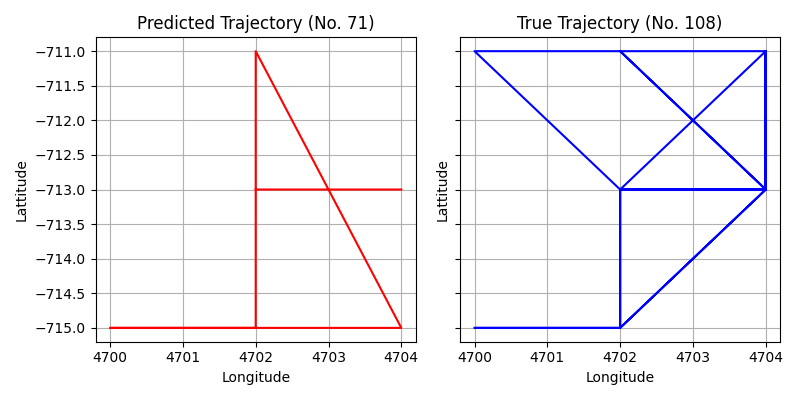 Predicted Trajectory (No. 71)
True Trajectory (No. 108)
−711.0
−711.5
−712.0
−712.5
−713.0
−713.5
−714.0
−714.5
−715.0
Lattitude
Lattitude
4700 4701 4702 4703 4704
4700 4701 4702 4703 4704
Longitude
Longitude